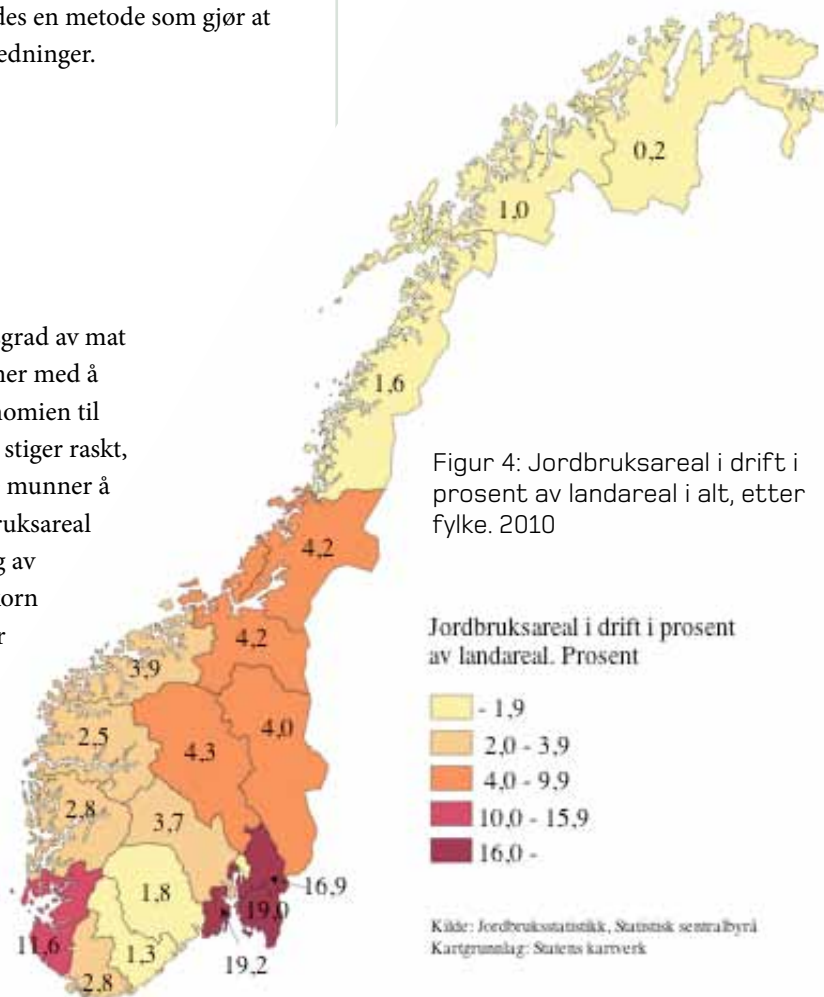 des en metode som gjør at
edninger.
grad av mat
ner med å
nomien til
stiger raskt,
munner å
ruksareal
g av
korn
r
0,2
1,0
1,6
Figur 4: Jordbruksareal i drift i
prosent av landareal i alt, etter
fylke. 2010
4,2
4,2
3,9
2,5
4,3
4,0
2,8
3,7
1,8
16,9
19,0
11,6
1,3
19,2
2,8
Jordbruksareal i drift i prosent
av landareal. Prosent
- 1,9
2,0 - 3,9
4,0 - 9,9
10,0 - 15,9
16,0 -
Kilde: Jordbruksstatistikk, Statistisk sentralbyrå
Kartgrunnlag: Statens kartverk